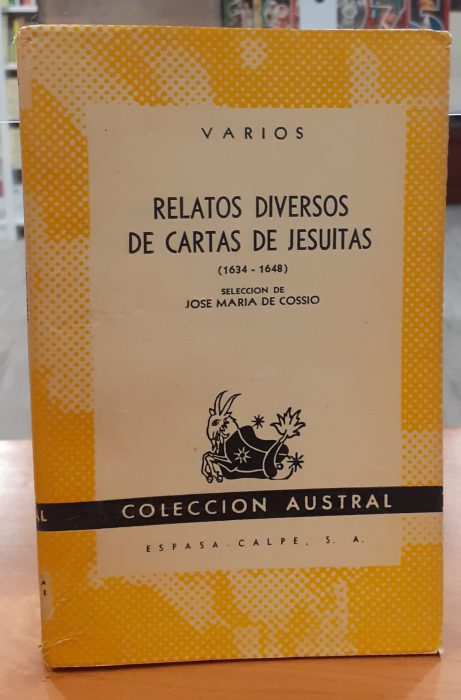 VARIOS
RELATOS DIVERSOS
DE CARTAS DE JESUITAS
(1634 - 1648)
SELECCION DE
JOSE MARIA DE COSSIO
AL
COLECCION AUSTRAL
ESPASA-CALPE, S. A.
A
E